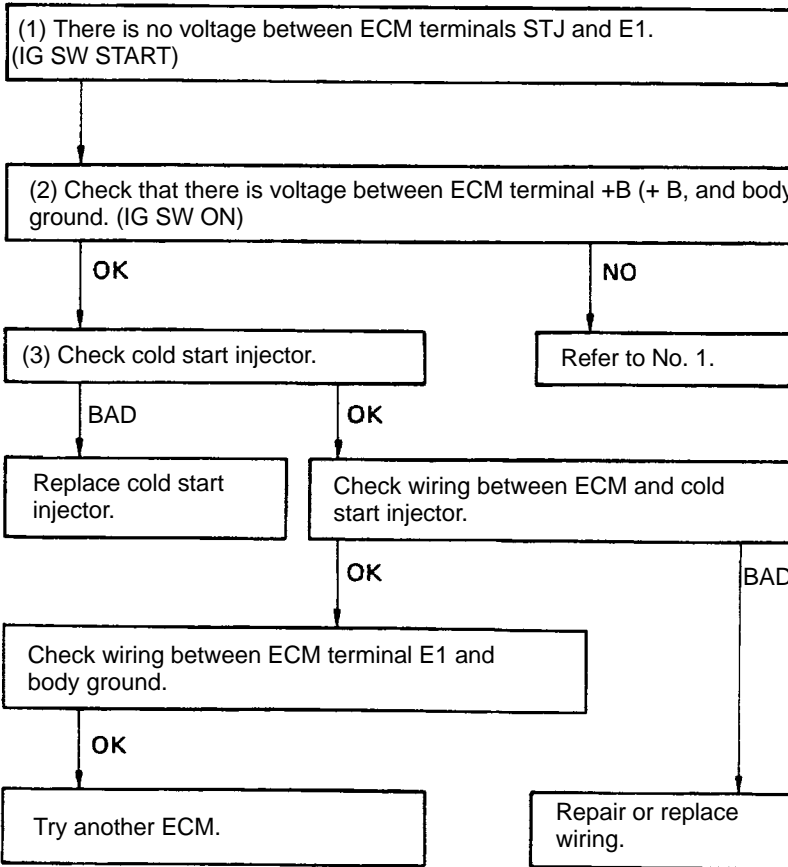 (1) There is no voltage between ECM terminals STJ and E1.
(IG SW START)
(2) Check that there is voltage between ECM terminal +B (+ B, and body
ground. (IG SW ON)
OK
NO
(3) Check cold start injector.
Refer to No. 1.
BAD
OK
Replace cold start
injector.
Check wiring between ECM and cold
start injector.
OK
BAD
Check wiring between ECM terminal E1 and
body ground.
OK
Try another ECM.
Repair or replace
wiring.